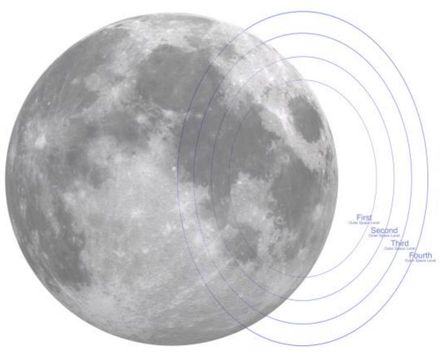 First
Outer Space Level
Second
Outer Space Level
Third
Outer Space Level
Fourth
Outer Space Level